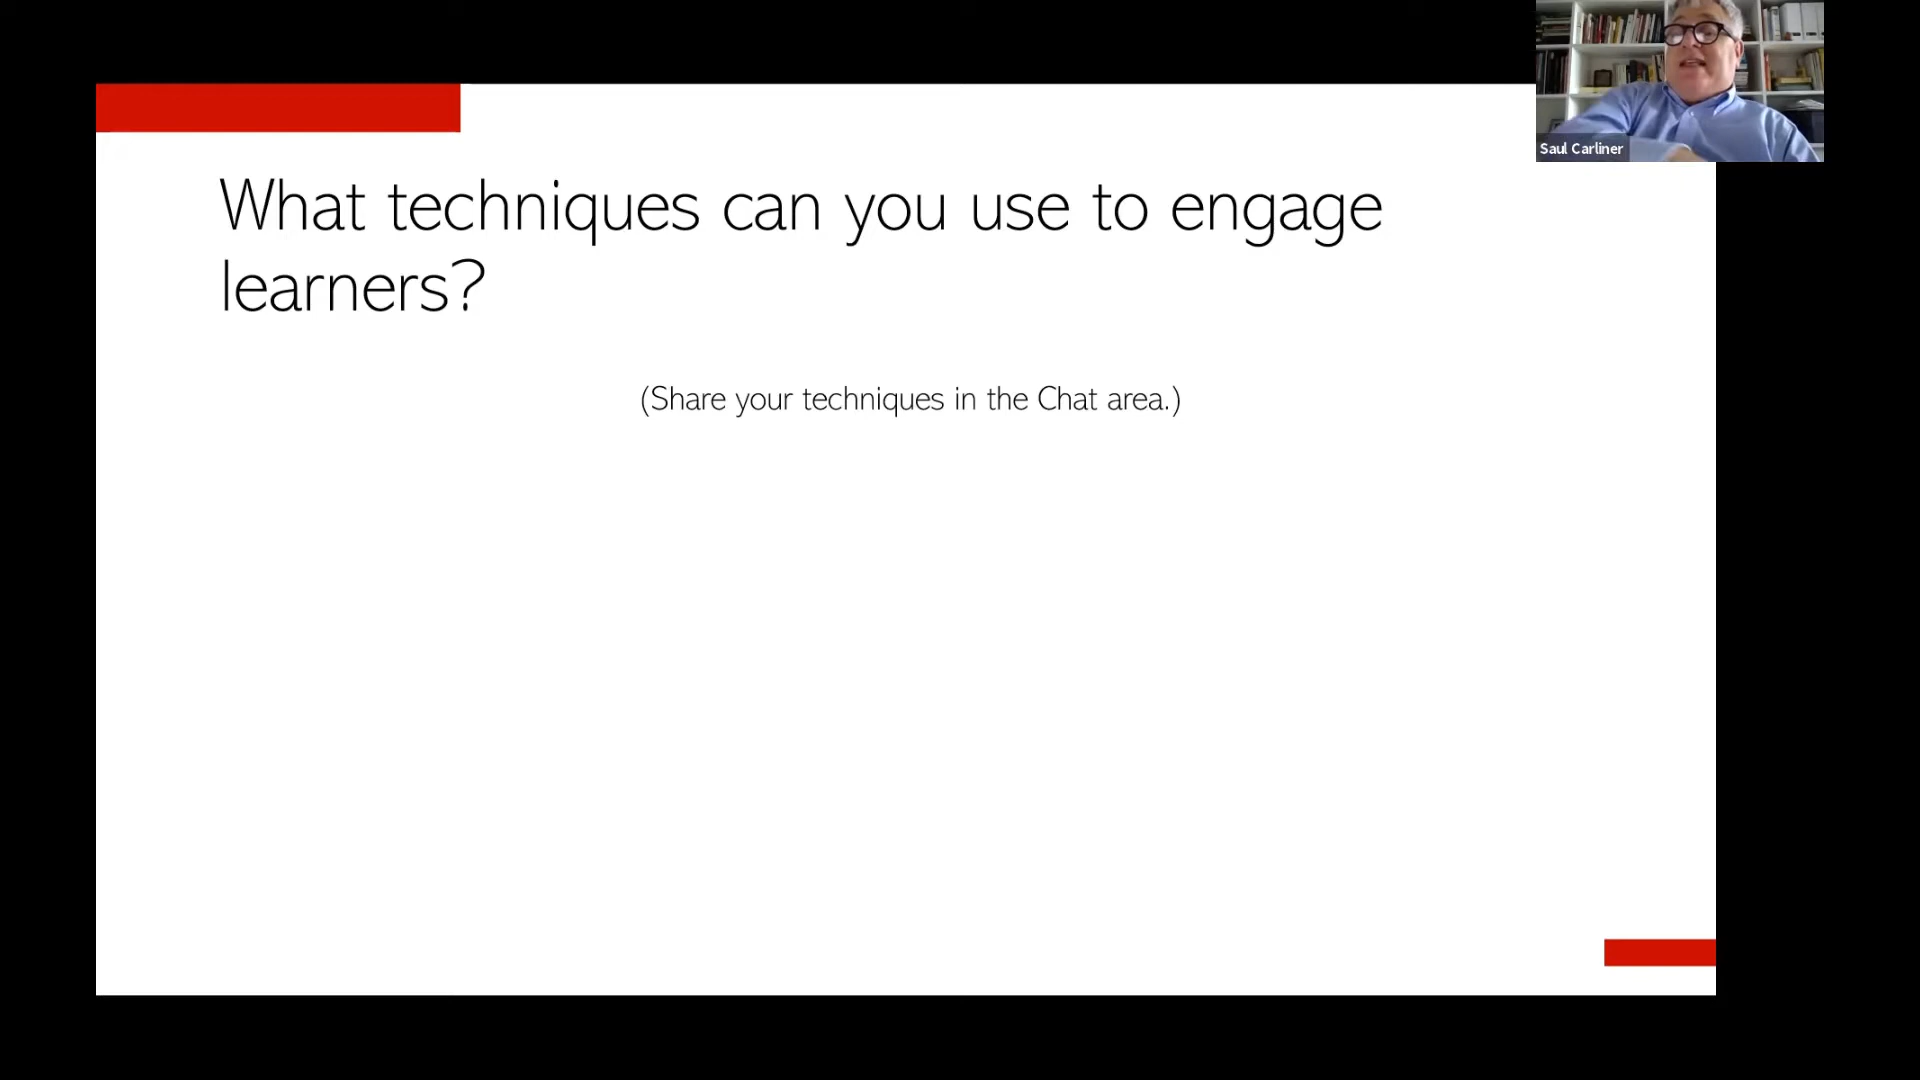 What techniques can you use to engage
learners?
(Share your techniques in the Chat area.)
Saul Carliner